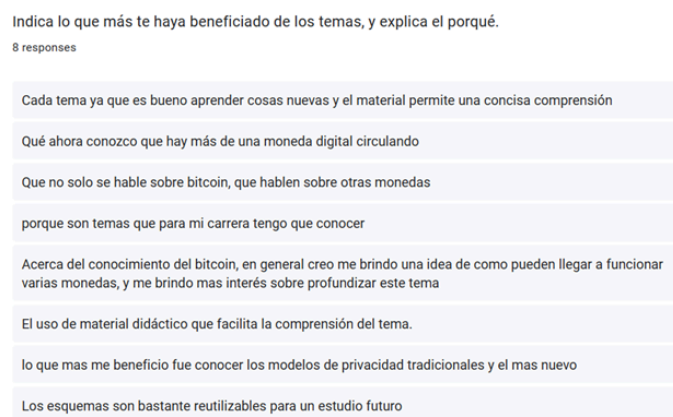 Indica lo que más te haya beneficiado de los temas, y explica el porqué.
8 responses
Cada tema ya que es bueno aprender cosas nuevas y el material permite una concisa comprensión
Qué ahora conozco que hay más de una moneda digital circulando
Que no solo se hable sobre bitcoin, que hablen sobre otras monedas
porque son temas que para mi carrera tengo que conocer
Acerca del conocimiento del bitcoin, en general creo me brindo una idea de como pueden llegar a funcionar
varias monedas, y me brindo mas interés sobre profundizar este tema
El uso de material didáctico que facilita la comprensión del tema.
lo que mas me beneficio fue conocer los modelos de privacidad tradicionales y el mas nuevo
Los esquemas son bastante reutilizables para un estudio futuro